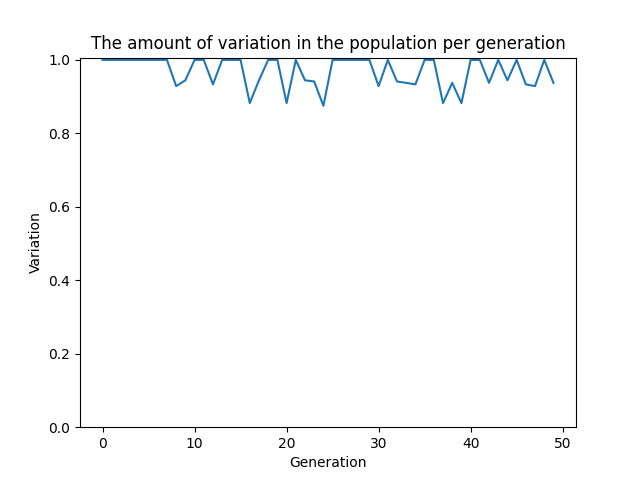 The amount of variation in the population per generation
1.0
0.8
0.6
0.4
0.2
0.0
Variation
0 10 20 30 40 50
Generation